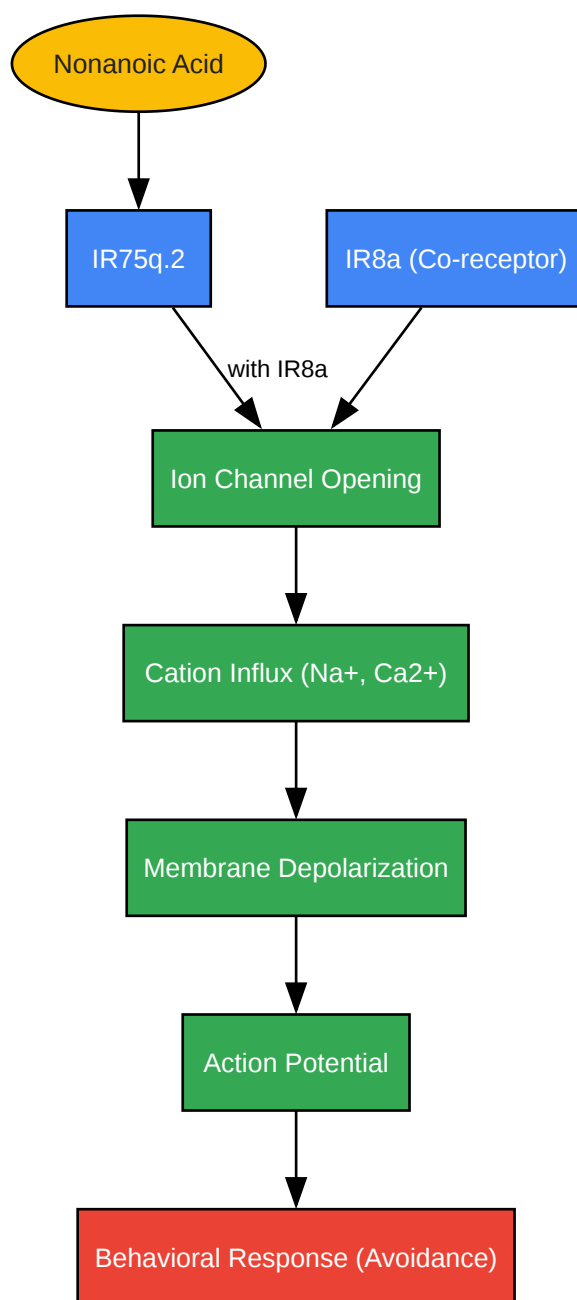 Nonanoic Acid
IR75q.2
IR8a (Co-receptor)
with IR8a
Ion Channel Opening
Cation Influx (Na+, Ca2+)
Membrane Depolarization
Action Potential
Behavioral Response (Avoidance)